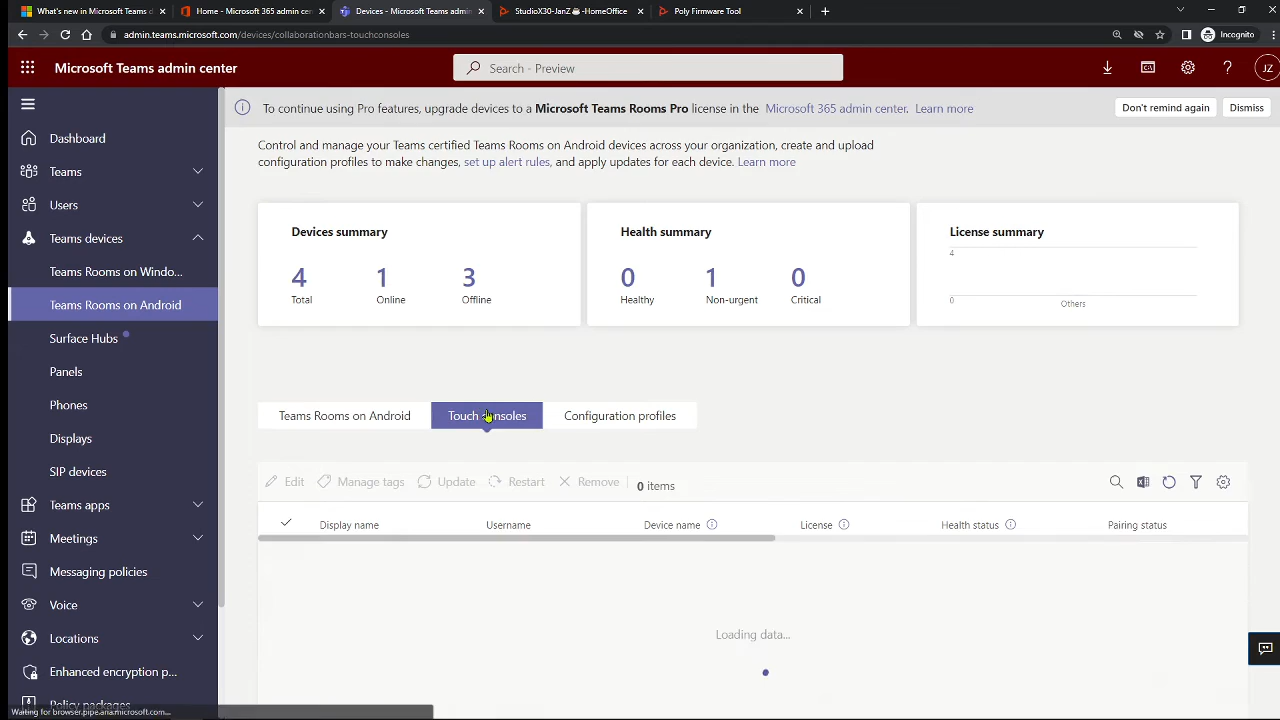 What's new in Microsoft Teams d
Home - Microsoft 365 admin cen
Devices - Microsoft Teams admin
StudioX30-JanZ -HomeOffice -
Poly Firmware Tool
admin.teams.microsoft.com/devices/collaborationbars-touchconsoles
Incognito
Microsoft Teams admin center
Search - Preview
JZ
To continue using Pro features, upgrade devices to a Microsoft Teams Rooms Pro license in the Microsoft 365 admin center. Learn more
Don't remind again
Dismiss
Dashboard
Teams
Users
Teams devices
Teams Rooms on Windo...
Teams Rooms on Android
Surface Hubs
Panels
Phones
Displays
SIP devices
Teams apps
Meetings
Messaging policies
Voice
Locations
Enhanced encryption p...
Policy packages
Waiting for browser.pipe.aria.microsoft.com...
Control and manage your Teams certified Teams Rooms on Android devices across your organization, create and upload
configuration profiles to make changes, set up alert rules, and apply updates for each device. Learn more
Devices summary
4 1 3
Total Online Offline
Health summary
0 1 0
Healthy Non-urgent Critical
License summary
4
0
Others
Teams Rooms on Android
Touch consoles
Configuration profiles
Edit Manage tags Update Restart Remove 0 items
Display name Username Device name License Health status Pairing status
Loading data...